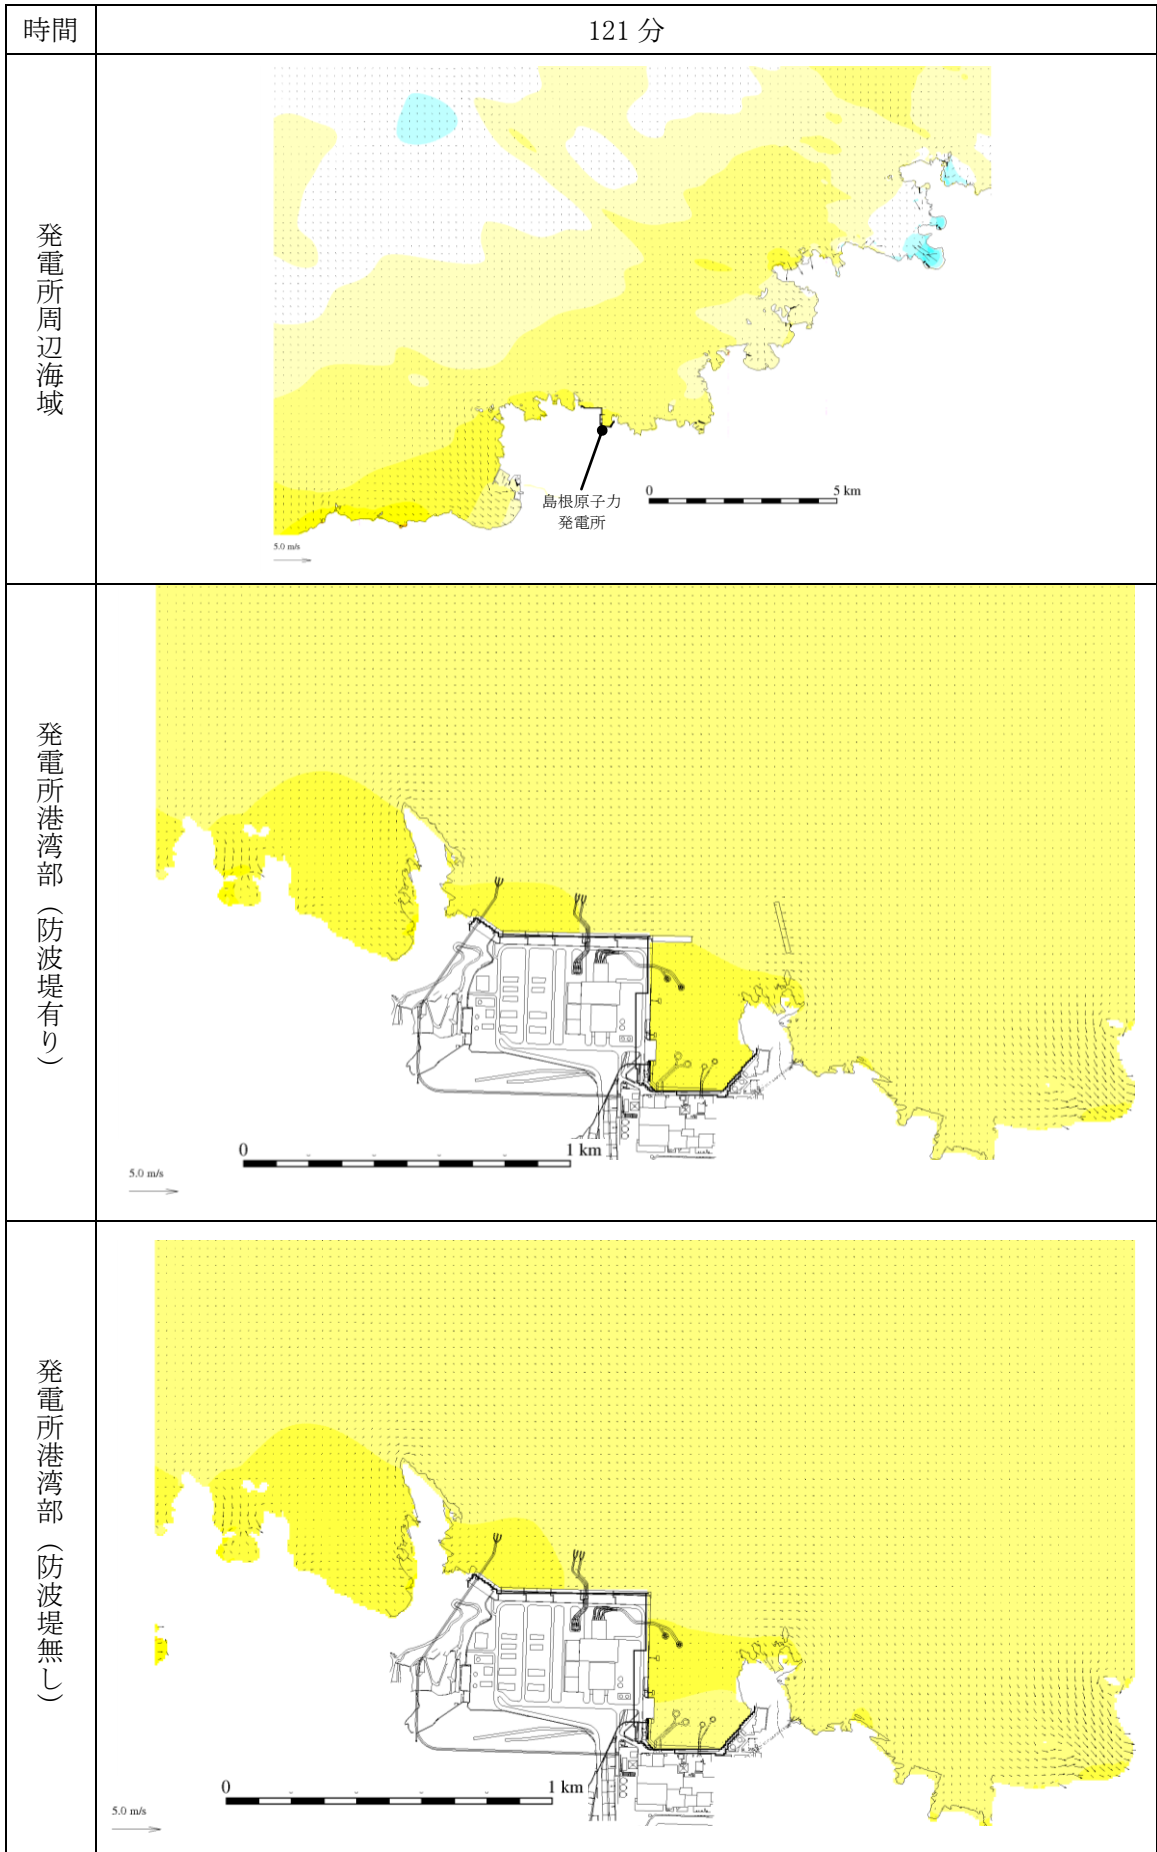 時間
121 分
発電所周辺海域
島根原子力
発電所
0
5 km
5.0 m/s
発電所港湾部（防波堤有り）
0
1 km
5.0 m/s
発電所港湾部（防波堤無し）
0
1 km
5.0 m/s